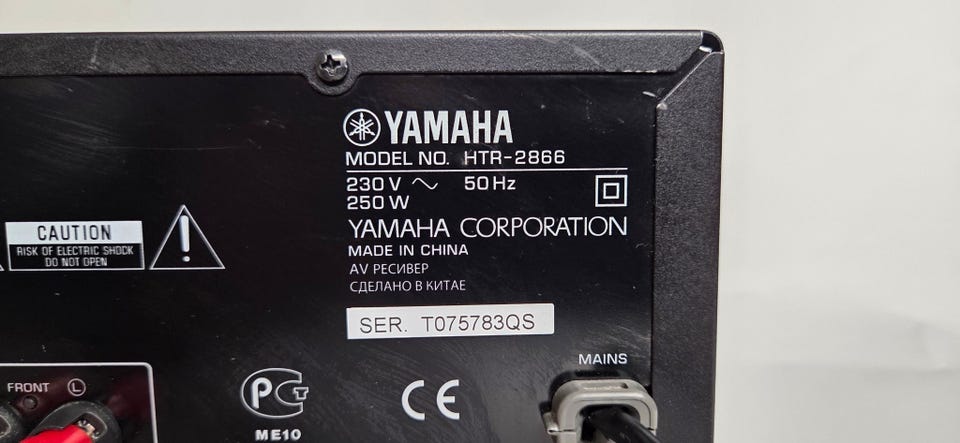 YAMAHA
MODEL NO. HTR-2866
230 V ~ 50 Hz
250 W
YAMAHA CORPORATION
MADE IN CHINA
AV РЕСИВЕР
СДЕЛАНО В КИТАЕ
SER. T075783QS
CAUTION
RISK OF ELECTRIC SHOCK
DO NOT OPEN
!
MAINS
FRONT L
РСТ
ME10
CE